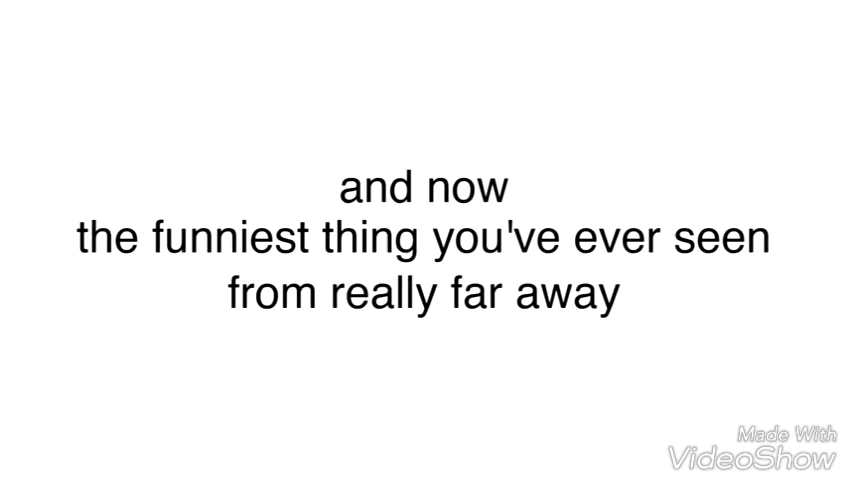 and now
the funniest thing you've ever seen
from really far away
Made With
VideoShow